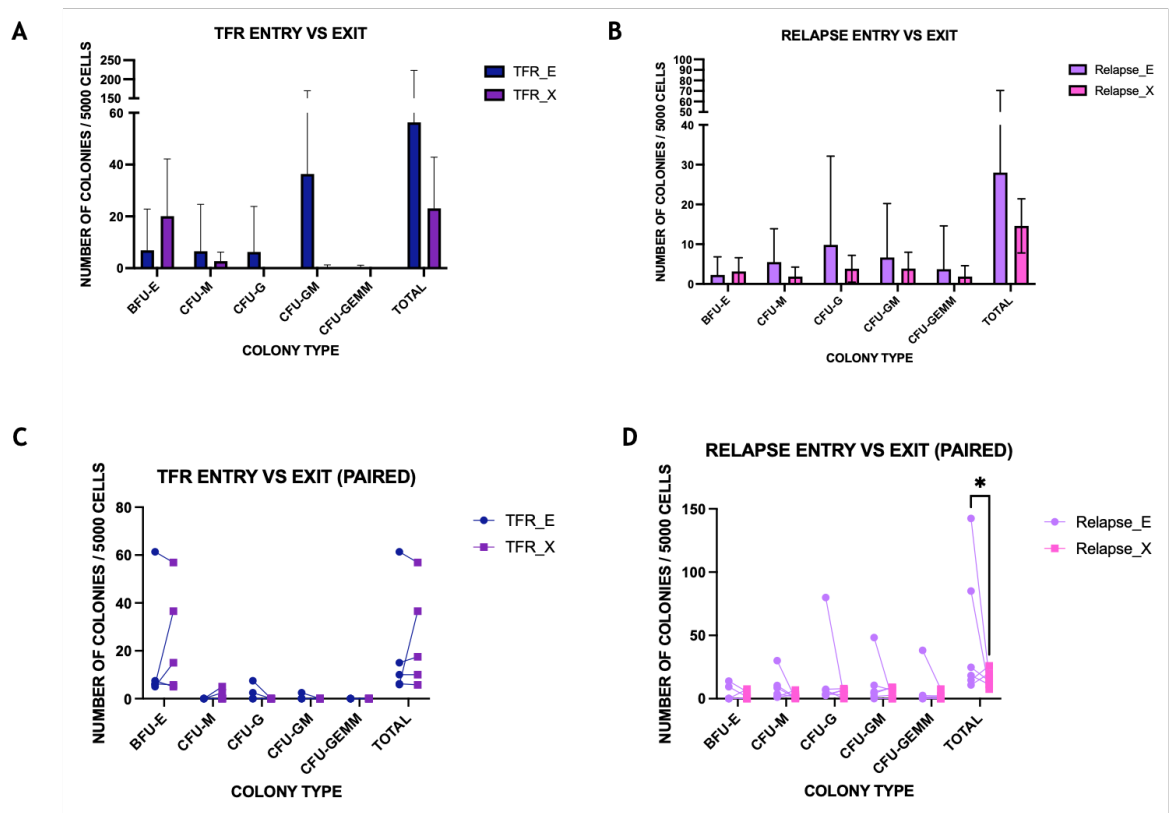 A
TFR ENTRY VS EXIT
NUMBER OF COLONIES / 5000 CELLS
250
200
150
60
40
20
0
BFU-E
CFU-M
CFU-G
CFU-GM
CFU-GEMM
TOTAL
COLONY TYPE
TFR_E
TFR_X
B
RELAPSE ENTRY VS EXIT
NUMBER OF COLONIES / 5000 CELLS
100
90
80
70
60
50
40
30
20
10
0
BFU-E
CFU-M
CFU-G
CFU-GM
CFU-GEMM
TOTAL
COLONY TYPE
Relapse_E
Relapse_X
C
TFR ENTRY VS EXIT (PAIRED)
NUMBER OF COLONIES / 5000 CELLS
80
60
40
20
0
BFU-E
CFU-M
CFU-G
CFU-GM
CFU-GEMM
TOTAL
COLONY TYPE
TFR_E
TFR_X
D
RELAPSE ENTRY VS EXIT (PAIRED)
NUMBER OF COLONIES / 5000 CELLS
150
100
50
0
*
BFU-E
CFU-M
CFU-G
CFU-GM
CFU-GEMM
TOTAL
COLONY TYPE
Relapse_E
Relapse_X